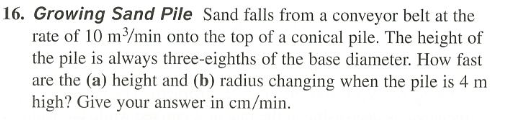 16. Growing Sand Pile Sand falls from a conveyor belt at the
rate of 10 m³/min onto the top of a conical pile. The height of
the pile is always three-eighths of the base diameter. How fast
are the (a) height and (b) radius changing when the pile is 4 m
high? Give your answer in cm/min.